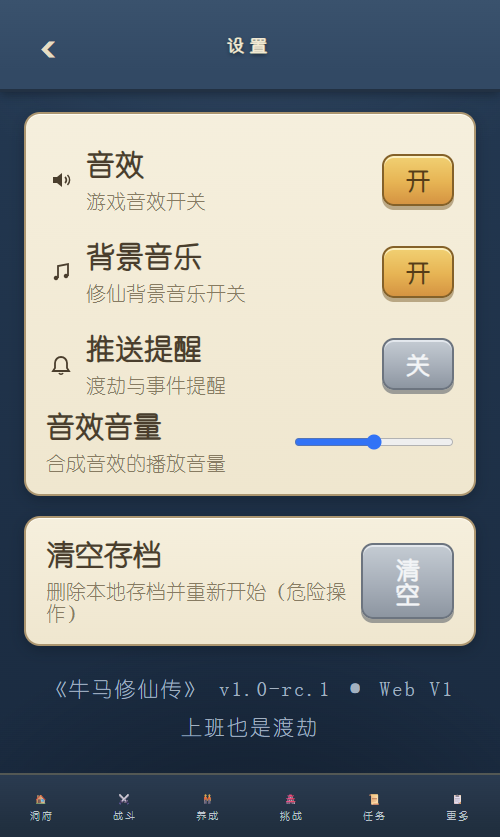 设置
音效
游戏音效开关
开
背景音乐
修仙背景音乐开关
开
推送提醒
渡劫与事件提醒
关
音效音量
合成音效的播放音量
清空存档
删除本地存档并重新开始（危险操
作）
清
空
《牛马修仙传》 v1.0-rc.1 ● Web V1
上班也是渡劫
洞府
战斗
养成
挑战
任务
更多